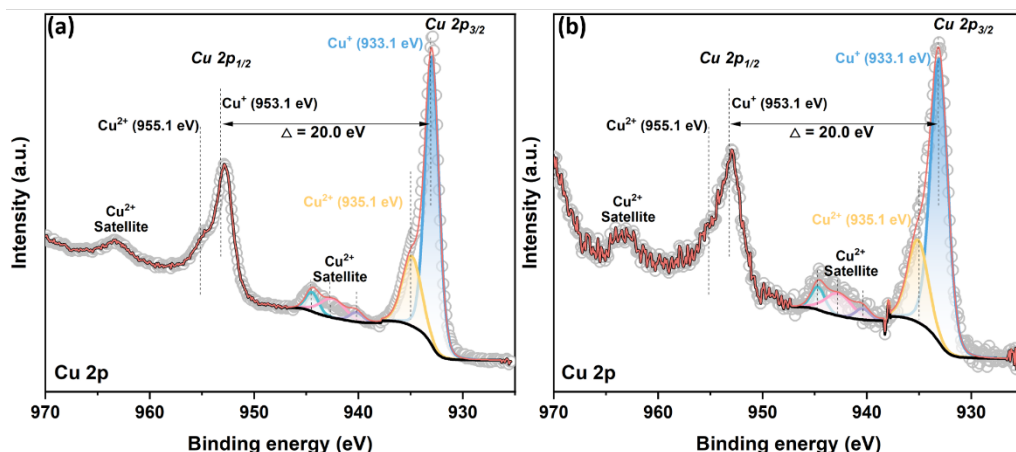 (a)
Cu 2p3/2
Cu⁺ (933.1 eV)
Cu 2p1/2
Cu⁺ (953.1 eV)
Cu²⁺ (955.1 eV)
△ = 20.0 eV
Cu²⁺ (935.1 eV)
Cu²⁺
Satellite
Cu²⁺
Satellite
Cu 2p
Intensity (a.u.)
970 960 950 940 930
Binding energy (eV)
(b)
Cu 2p3/2
Cu⁺ (933.1 eV)
Cu 2p1/2
Cu⁺ (953.1 eV)
Cu²⁺ (955.1 eV)
△ = 20.0 eV
Cu²⁺ (935.1 eV)
Cu²⁺
Satellite
Cu²⁺
Satellite
Cu 2p
Intensity (a.u.)
970 960 950 940 930
Binding energy (eV)